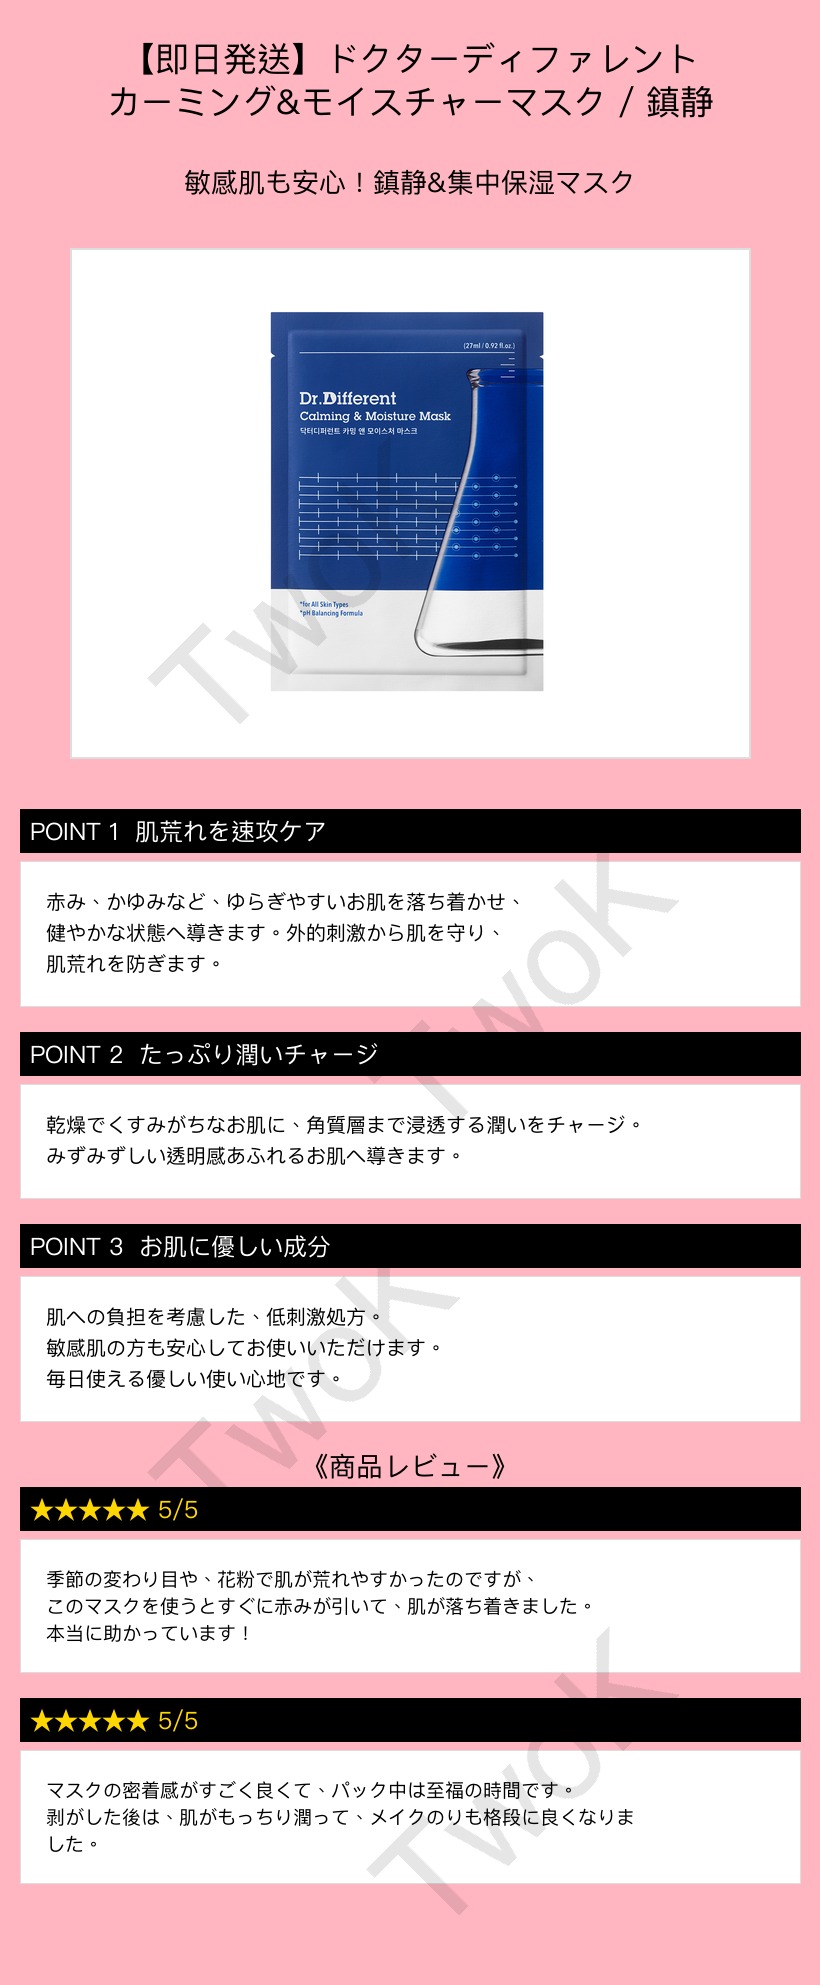 【即日発送】ドクターディファレント
カーミング&モイスチャーマスク / 鎮静
敏感肌も安心！鎮静&集中保湿マスク
(27ml / 0.92 fl.oz.)
Dr.Different
Calming & Moisture Mask
닥터디퍼런트 카밍 앤 모이스처 마스크
*for All Skin Types
*pH Balancing Formula
TwoK
POINT 1 肌荒れを速攻ケア
赤み、かゆみなど、ゆらぎやすいお肌を落ち着かせ、
健やかな状態へ導きます。外的刺激から肌を守り、
肌荒れを防ぎます。
TwoK
POINT 2 たっぷり潤いチャージ
乾燥でくすみがちなお肌に、角質層まで浸透する潤いをチャージ。
みずみずしい透明感あふれるお肌へ導きます。
POINT 3 お肌に優しい成分
肌への負担を考慮した、低刺激処方。
敏感肌の方も安心してお使いいただけます。
毎日使える優しい使い心地です。
TwoK
《商品レビュー》
★★★★★ 5/5
季節の変わり目や、花粉で肌が荒れやすかったのですが、
このマスクを使うとすぐに赤みが引いて、肌が落ち着きました。
本当に助かっています！
★★★★★ 5/5
マスクの密着感がすごく良くて、パック中は至福の時間です。
剥がした後は、肌がもっちり潤って、メイクのりも格段に良くなりま
した。
TwoK